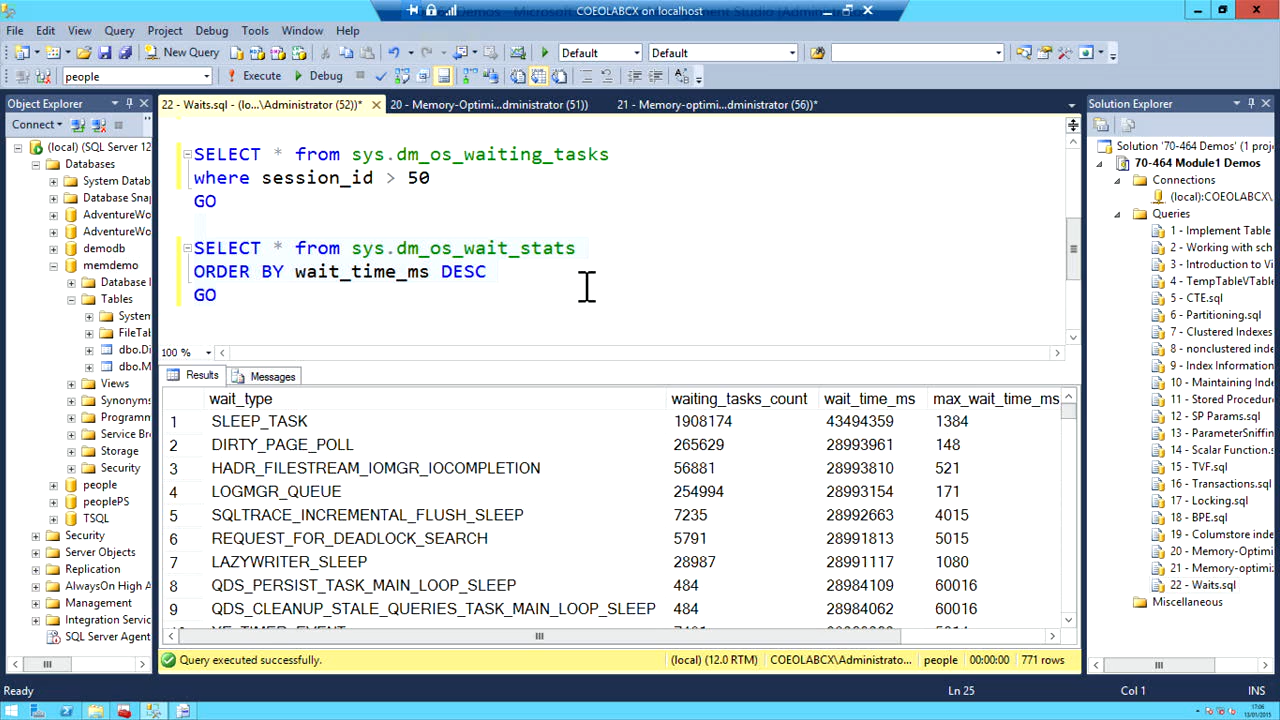 COEOLABCX on localhost
File Edit View Query Project Debug Tools Window Help
New Query Default Default
people Execute Debug
Object Explorer
22 - Waits.sql - (lo...\Administrator (52))* 20 - Memory-Optimi...dministrator (51)) 21 - Memory-optimi...dministrator (56))*
Solution Explorer
Connect
(local) (SQL Server 12
Databases
System Datab
Database Snap
AdventureWo
AdventureWo
demodb
memdemo
Database
Tables
System
FileTab
dbo.Di
dbo.M
Views
Synonyms
Programm
Service Br
Storage
Security
people
peoplePS
TSQL
Security
Server Objects
Replication
AlwaysOn High A
Management
Integration Service
SQL Server Agent
SELECT * from sys.dm_os_waiting_tasks
where session_id > 50
GO
SELECT * from sys.dm_os_wait_stats
ORDER BY wait_time_ms DESC
GO
100 %
Results Messages
wait_type waiting_tasks_count wait_time_ms max_wait_time_ms
1 SLEEP_TASK 1908174 43494359 1384
2 DIRTY_PAGE_POLL 265629 28993961 148
3 HADR_FILESTREAM_IOMGR_IOCOMPLETION 56881 28993810 521
4 LOGMGR_QUEUE 254994 28993154 171
5 SQLTRACE_INCREMENTAL_FLUSH_SLEEP 7235 28992663 4015
6 REQUEST_FOR_DEADLOCK_SEARCH 5791 28991813 5015
7 LAZYWRITER_SLEEP 28987 28991117 1080
8 QDS_PERSIST_TASK_MAIN_LOOP_SLEEP 484 28984109 60016
9 QDS_CLEANUP_STALE_QUERIES_TASK_MAIN_LOOP_SLEEP 484 28984062 60016
Query executed successfully. (local) (12.0 RTM) COEOLABCX\Administrato... people 00:00:00 771 rows
Solution '70-464 Demos' (1 proj
70-464 Module1 Demos
Connections
(local):COEOLABCX\
Queries
1 - Implement Table
2 - Working with sch
3 - Introduction to Vi
4 - TempTableVTabl
5 - CTE.sql
6 - Partitioning.sql
7 - Clustered Indexes
8 - nonclustered inde
9 - Index Information
10 - Maintaining Ind
11 - Stored Procedur
12 - SP Params.sql
13 - ParameterSniffin
14 - Scalar Function.s
15 - TVF.sql
16 - Transactions.sql
17 - Locking.sql
18 - BPE.sql
19 - Columstore inde
20 - Memory-Optimi
21 - Memory-optimi
22 - Waits.sql
Miscellaneous
Ready Ln 25 Col 1 INS
17:06
13/01/2015